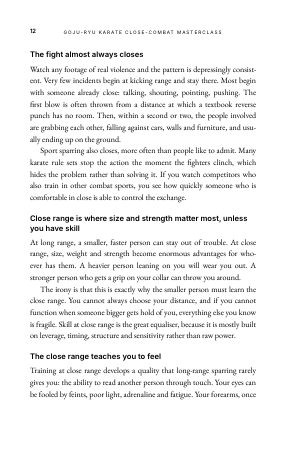 12 GOJU-RYU KARATE CLOSE-COMBAT MASTERCLASS
The fight almost always closes
Watch any footage of real violence and the pattern is depressingly consist-
ent. Very few incidents begin at kicking range and stay there. Most begin
with someone already close: talking, shouting, pointing, pushing. The
first blow is often thrown from a distance at which a textbook reverse
punch has no room. Then, within a second or two, the people involved
are grabbing each other, falling against cars, walls and furniture, and usu-
ally ending up on the ground.
Sport sparring also closes, more often than people like to admit. Many
karate rule sets stop the action the moment the fighters clinch, which
hides the problem rather than solving it. If you watch competitors who
also train in other combat sports, you see how quickly someone who is
comfortable in close is able to control the exchange.
Close range is where size and strength matter most, unless
you have skill
At long range, a smaller, faster person can stay out of trouble. At close
range, size, weight and strength become enormous advantages for who-
ever has them. A heavier person leaning on you will wear you out. A
stronger person who gets a grip on your collar can throw you around.
The irony is that this is exactly why the smaller person must learn the
close range. You cannot always choose your distance, and if you cannot
function when someone bigger gets hold of you, everything else you know
is fragile. Skill at close range is the great equaliser, because it is mostly built
on leverage, timing, structure and sensitivity rather than raw power.
The close range teaches you to feel
Training at close range develops a quality that long-range sparring rarely
gives you: the ability to read another person through touch. Your eyes can
be fooled by feints, poor light, adrenaline and fatigue. Your forearms, once